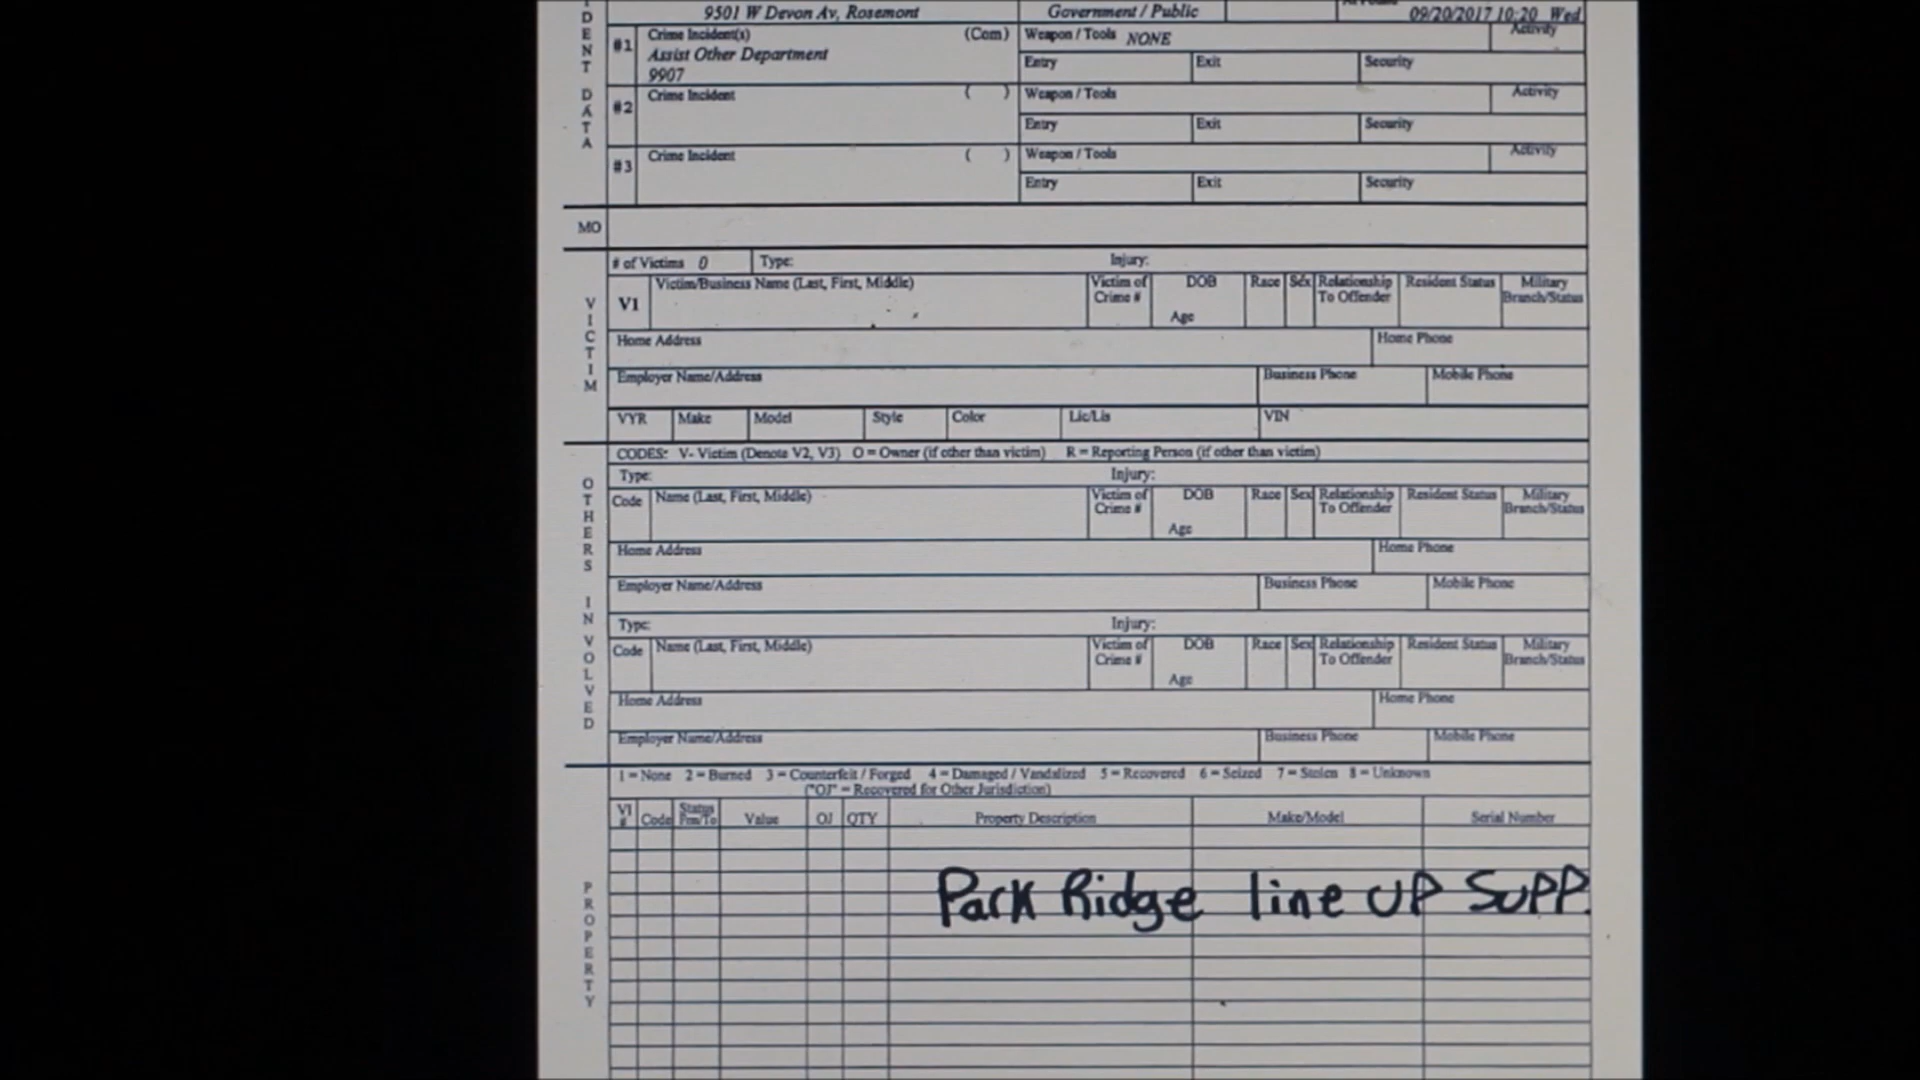 9501 W Devon Av, Rosemont Government / Public 09/20/2017 10:20 Wed
INCIDENT DATA
#1 Crime Incident(s) (Com) Weapon / Tools NONE Activity
Assist Other Department
9907 Entry Exit Security
#2 Crime Incident ( ) Weapon / Tools Activity
Entry Exit Security
#3 Crime Incident ( ) Weapon / Tools Activity
Entry Exit Security
MO
VICTIM
# of Victims 0 Type: Injury:
V1 Victim/Business Name (Last, First, Middle) Victim of Crime # DOB Age Race Sex Relationship To Offender Resident Status Military Branch/Status
Home Address Home Phone
Employer Name/Address Business Phone Mobile Phone
VYR Make Model Style Color Lic/Lis VIN
OTHERS INVOLVED
CODES: V- Victim (Denote V2, V3) O = Owner (if other than victim) R = Reporting Person (if other than victim)
Type: Injury:
Code Name (Last, First, Middle) Victim of Crime # DOB Age Race Sex Relationship To Offender Resident Status Military Branch/Status
Home Address Home Phone
Employer Name/Address Business Phone Mobile Phone
Type: Injury:
Code Name (Last, First, Middle) Victim of Crime # DOB Age Race Sex Relationship To Offender Resident Status Military Branch/Status
Home Address Home Phone
Employer Name/Address Business Phone Mobile Phone
1 = None 2 = Burned 3 = Counterfeit / Forged 4 = Damaged / Vandalized 5 = Recovered 6 = Seized 7 = Stolen 8 = Unknown
("OJ" = Recovered for Other Jurisdiction)
VI # Code Status Frm/To Value OJ QTY Property Description Make/Model Serial Number
PROPERTY
Park Ridge line UP SUPP.